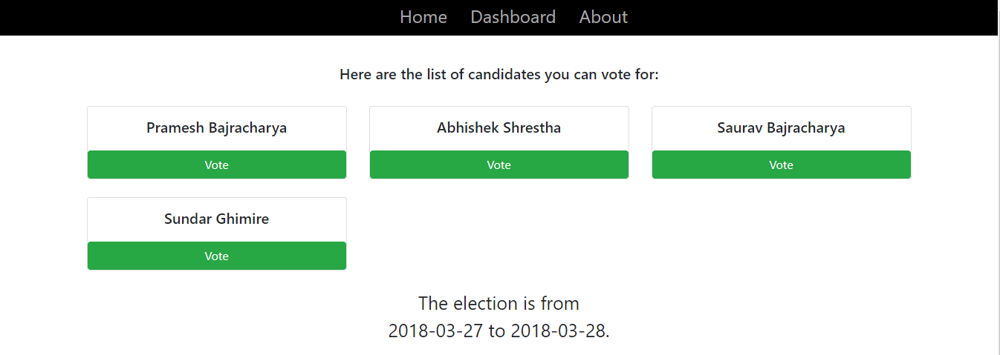 Home Dashboard About
Here are the list of candidates you can vote for:
Pramesh Bajracharya
Vote
Abhishek Shrestha
Vote
Saurav Bajracharya
Vote
Sundar Ghimire
Vote
The election is from
2018-03-27 to 2018-03-28.